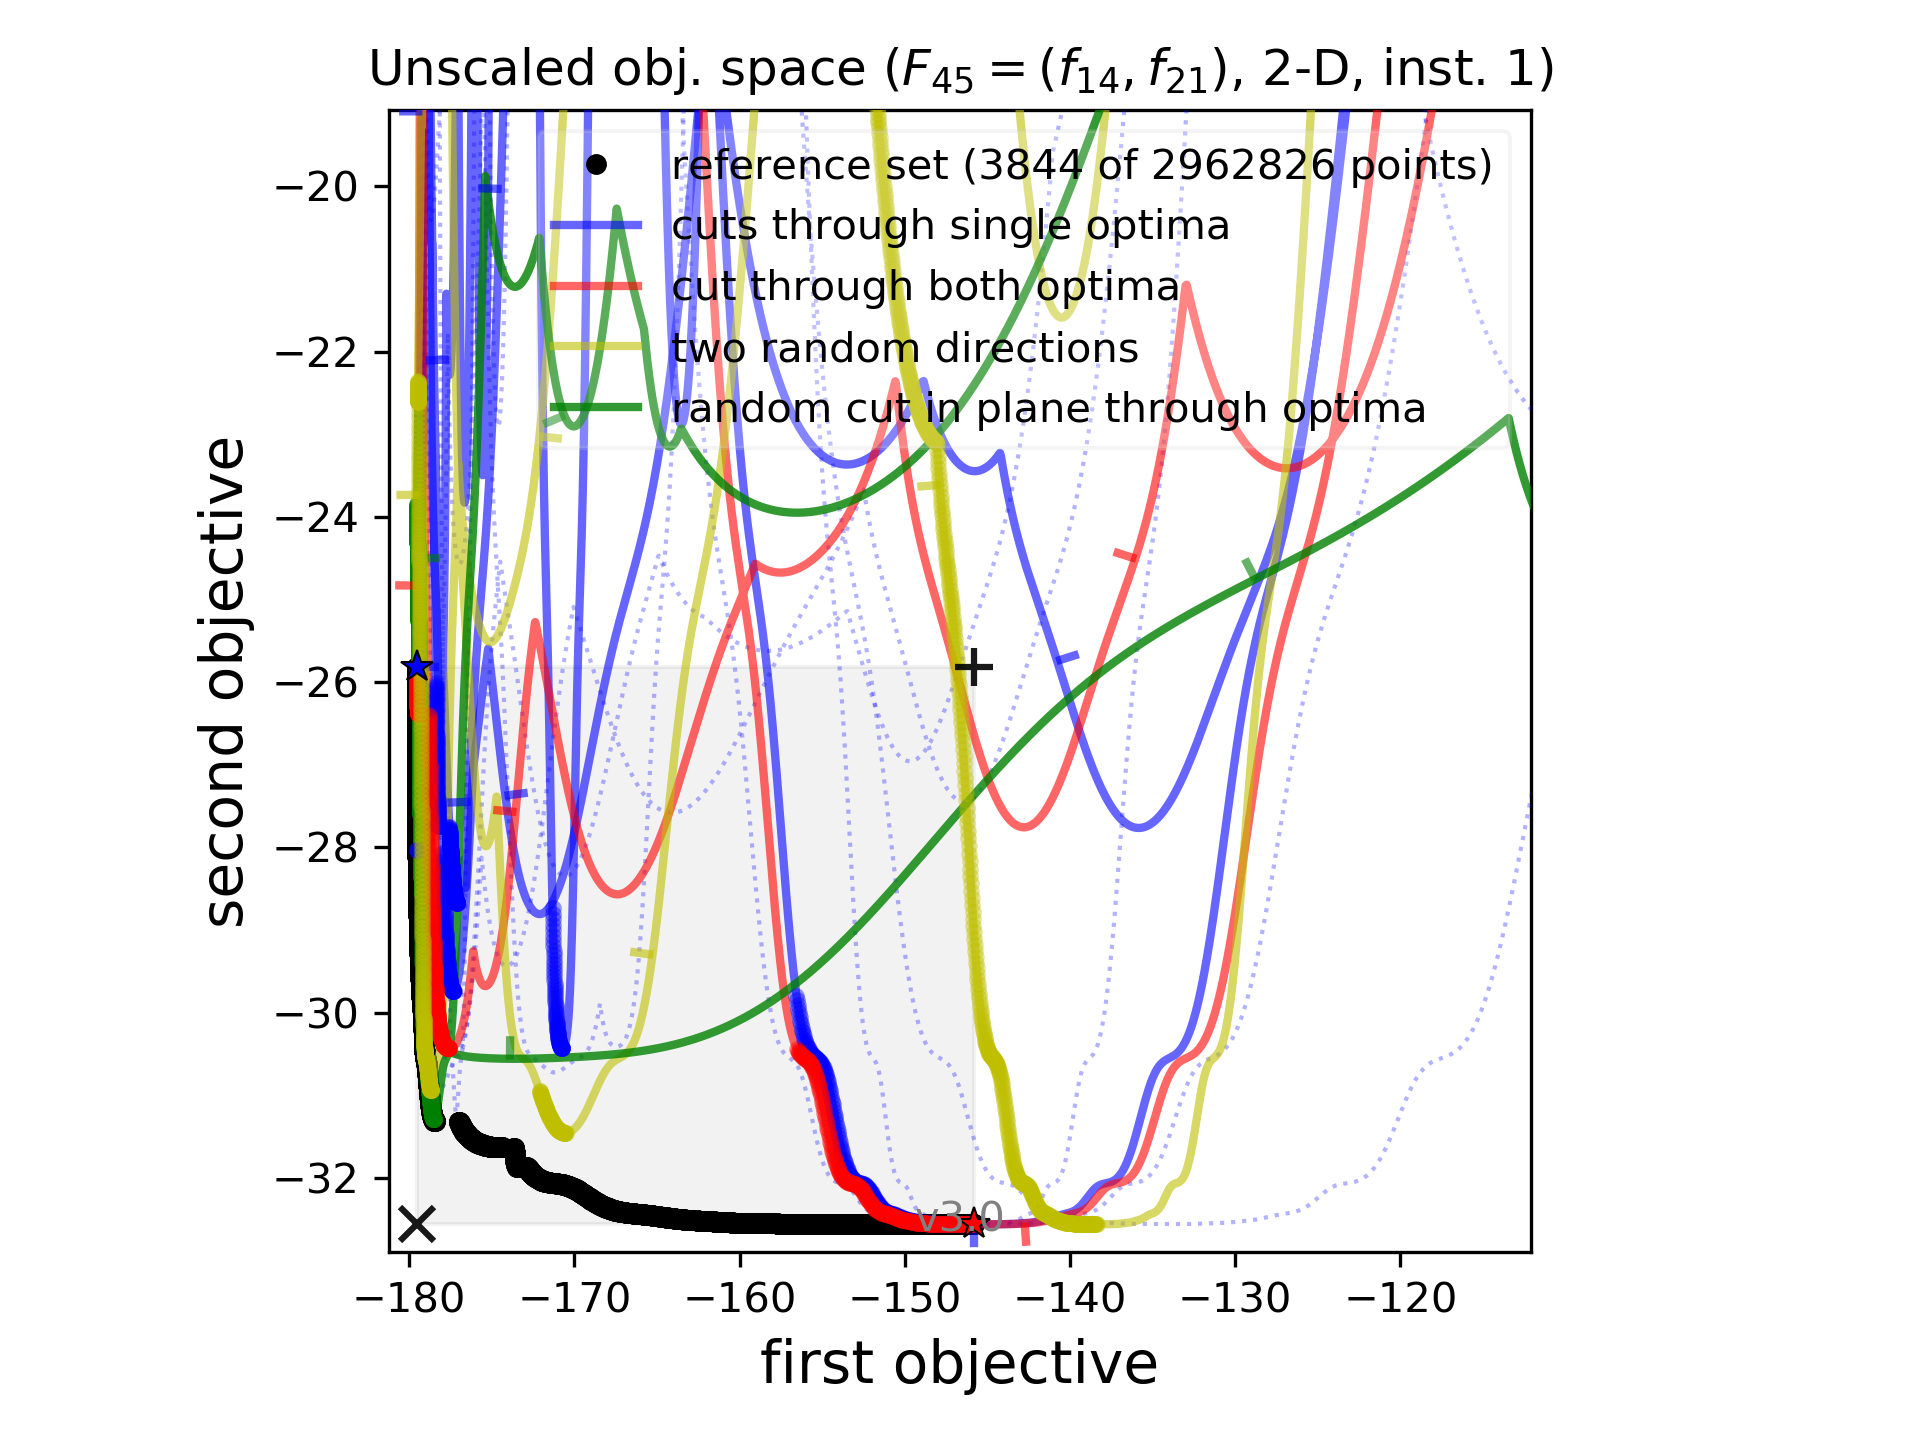 Unscaled obj. space (F45 = (f14, f21), 2-D, inst. 1)
reference set (3844 of 2962826 points)
cuts through single optima
cut through both optima
two random directions
random cut in plane through optima
second objective
−20
−22
−24
−26
−28
−30
−32
v3.0
−180
−170
−160
−150
−140
−130
−120
first objective